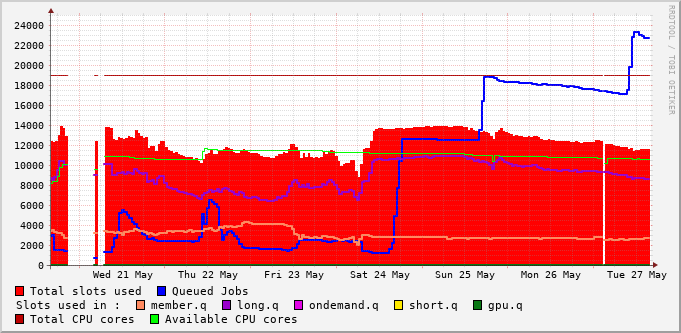 24000
22000
20000
18000
16000
14000
12000
10000
8000
6000
4000
2000
0
Wed 21 May Thu 22 May Fri 23 May Sat 24 May Sun 25 May Mon 26 May Tue 27 May
Total slots used Queued Jobs
Slots used in : member.q long.q ondemand.q short.q gpu.q
Total CPU cores Available CPU cores
RRDTOOL / TOBI OETIKER